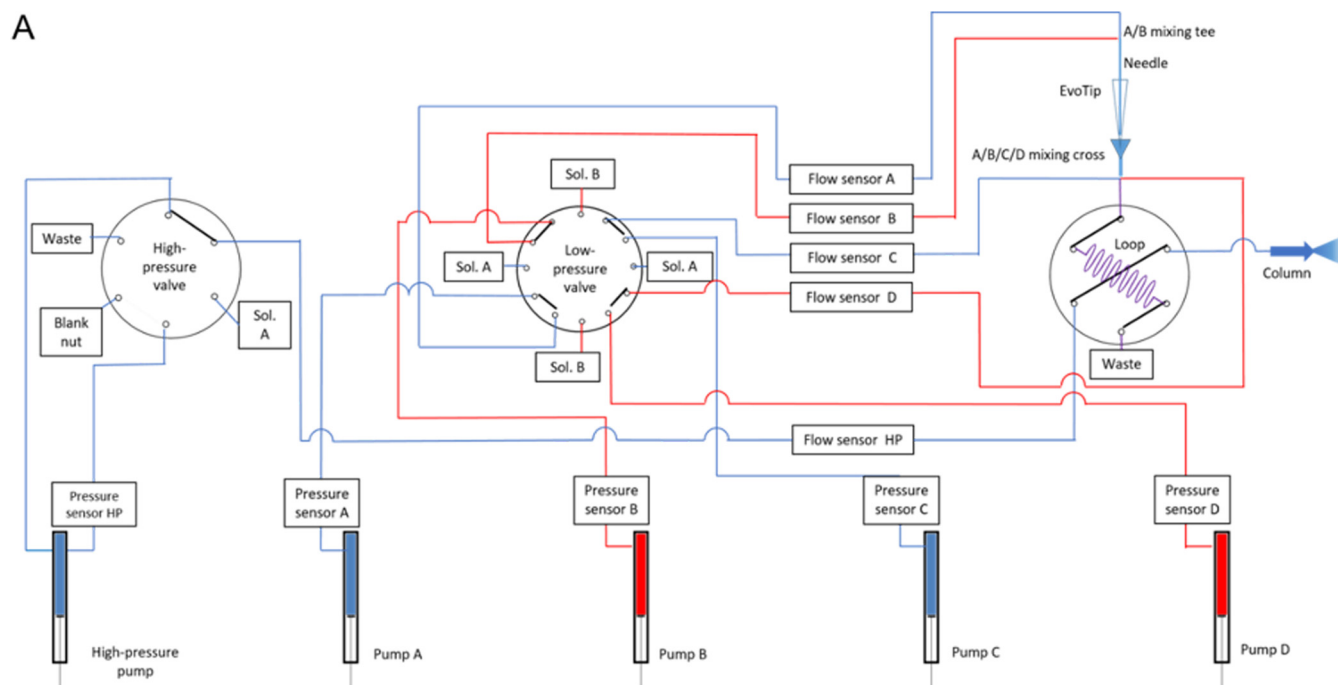 A
A/B mixing tee
Needle
EvoTip
A/B/C/D mixing cross
Sol. B
Flow sensor A
Flow sensor B
Flow sensor C
Flow sensor D
Waste
High-
pressure
valve
Low-
pressure
valve
Sol. A
Sol. A
Loop
Column
Blank
nut
Sol.
A
Sol. B
Waste
Flow sensor HP
Pressure
sensor HP
Pressure
sensor A
Pressure
sensor B
Pressure
sensor C
Pressure
sensor D
High-pressure
pump
Pump A
Pump B
Pump C
Pump D